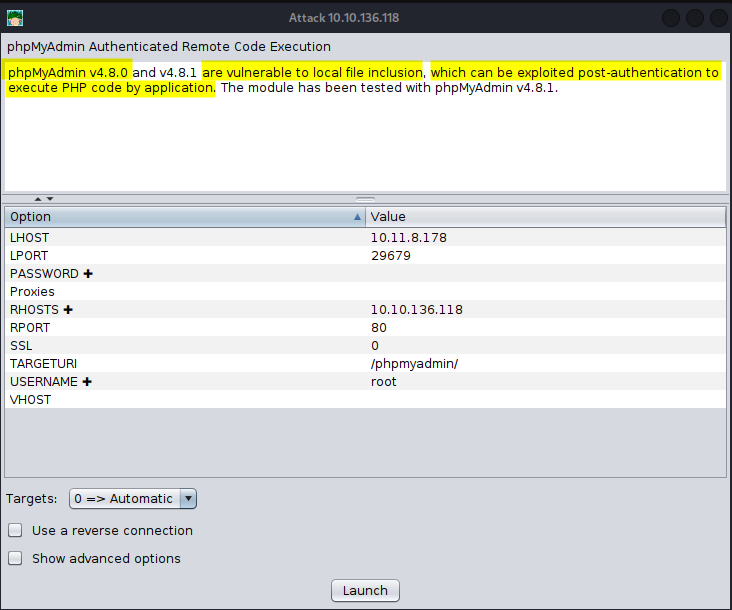 Attack 10.10.136.118
phpMyAdmin Authenticated Remote Code Execution
phpMyAdmin v4.8.0 and v4.8.1 are vulnerable to local file inclusion, which can be exploited post-authentication to
execute PHP code by application. The module has been tested with phpMyAdmin v4.8.1.
Option Value
LHOST 10.11.8.178
LPORT 29679
PASSWORD ✚
Proxies
RHOSTS ✚ 10.10.136.118
RPORT 80
SSL 0
TARGETURI /phpmyadmin/
USERNAME ✚ root
VHOST
Targets: 0 => Automatic
Use a reverse connection
Show advanced options
Launch